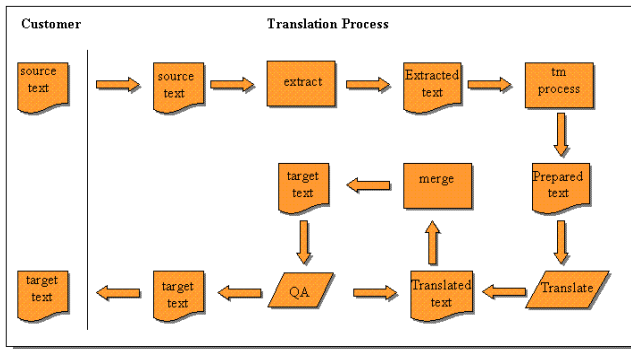 Customer
Translation Process
source
text
source
text
extract
Extracted
text
tm
process
target
text
merge
Prepared
text
target
text
target
text
QA
Translated
text
Translate